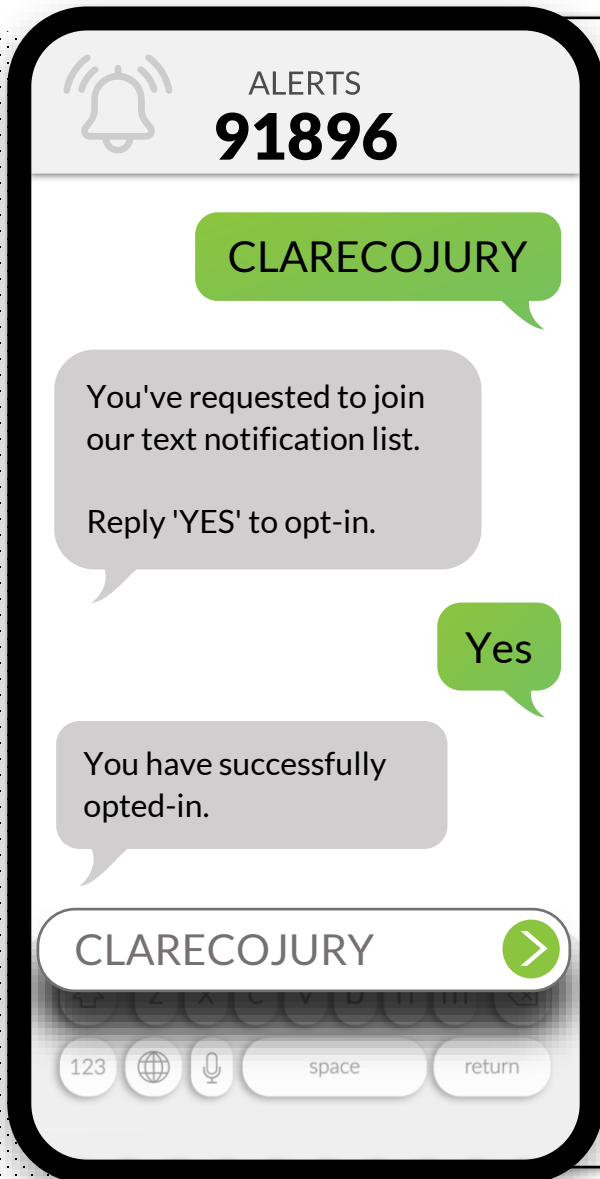 ALERTS
91896
CLARECOJURY
You've requested to join
our text notification list.
Reply 'YES' to opt-in.
Yes
You have successfully
opted-in.
CLARECOJURY
z x c v b n m
123 space return